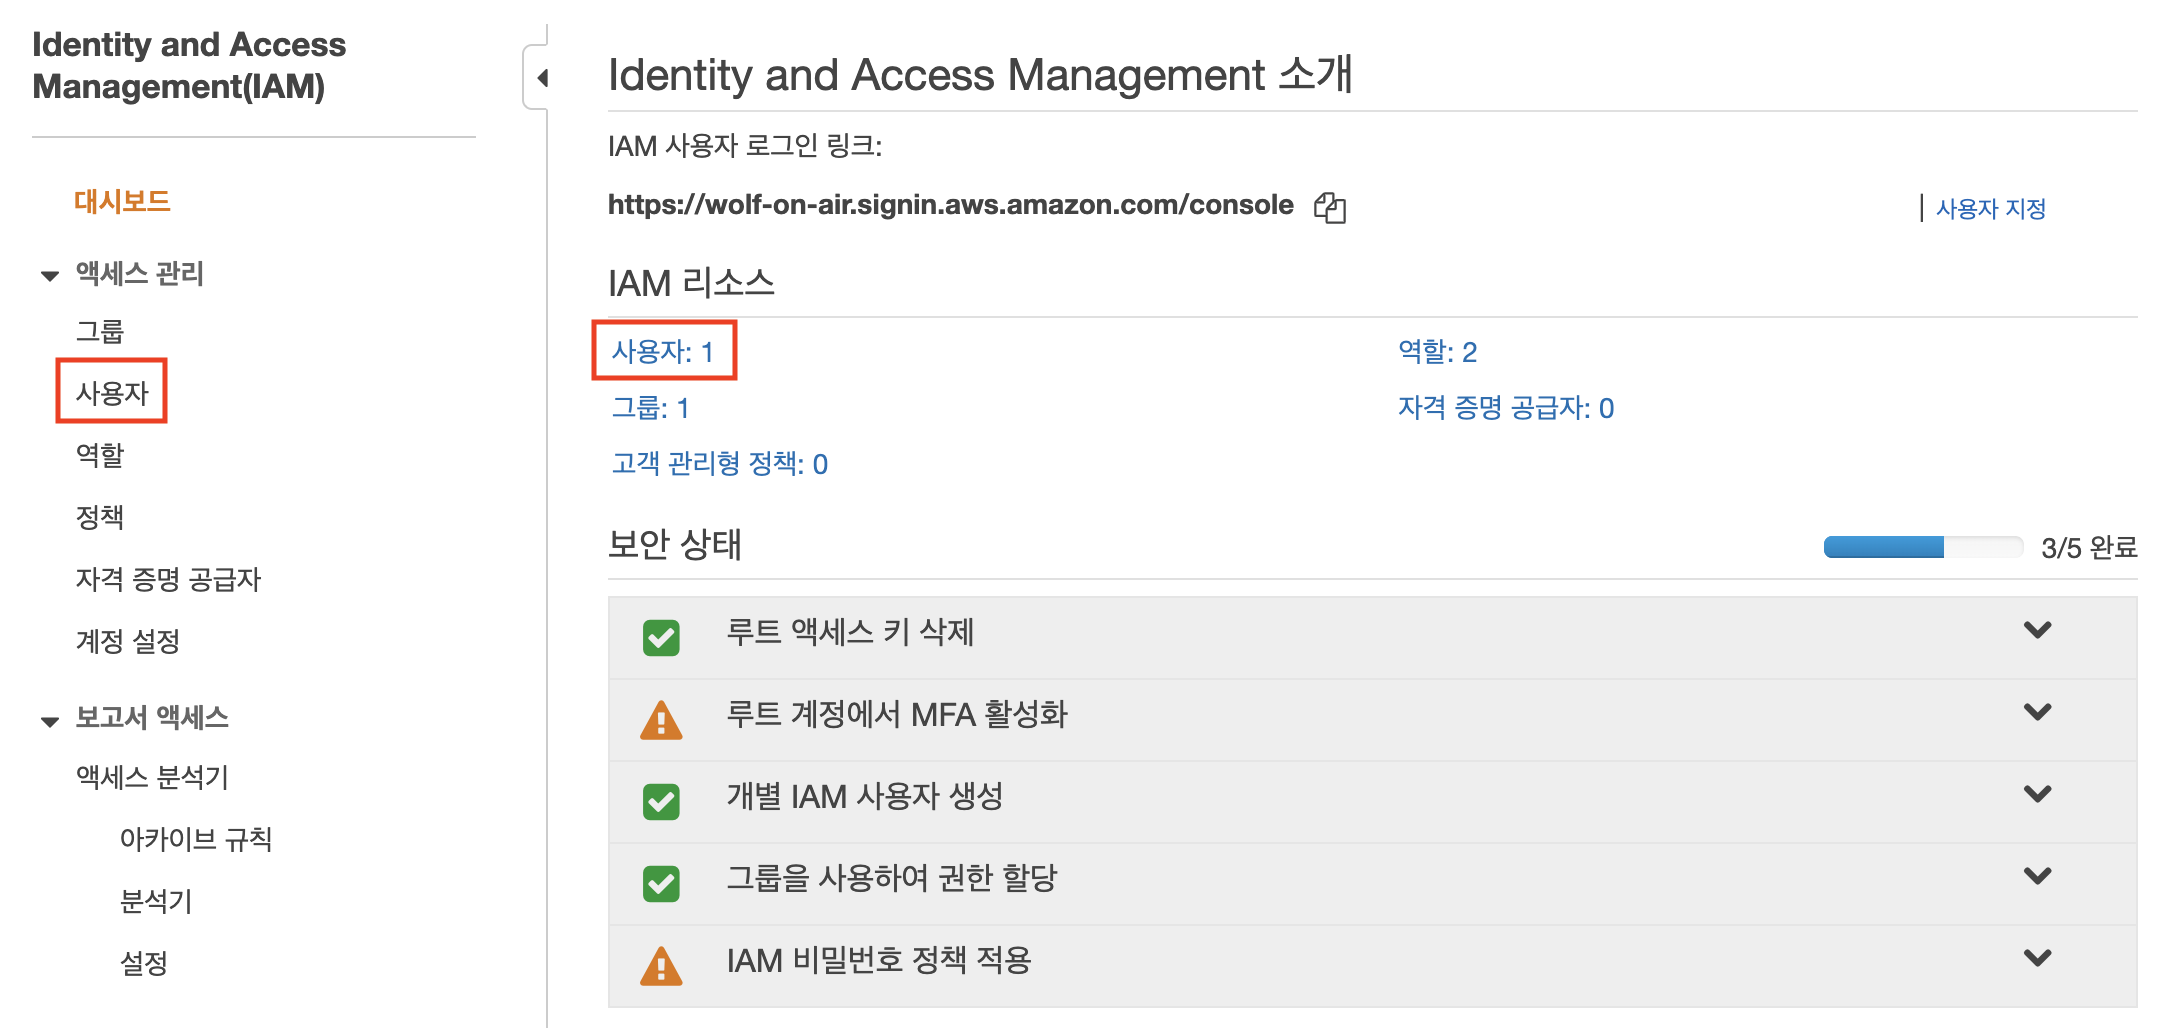 Identity and Access
Management(IAM)
대시보드
액세스 관리
그룹
사용자
역할
정책
자격 증명 공급자
계정 설정
보고서 액세스
액세스 분석기
아카이브 규칙
분석기
설정
Identity and Access Management 소개
IAM 사용자 로그인 링크:
https://wolf-on-air.signin.aws.amazon.com/console
사용자 지정
IAM 리소스
사용자: 1
역할: 2
그룹: 1
자격 증명 공급자: 0
고객 관리형 정책: 0
보안 상태
3/5 완료
루트 액세스 키 삭제
루트 계정에서 MFA 활성화
개별 IAM 사용자 생성
그룹을 사용하여 권한 할당
IAM 비밀번호 정책 적용